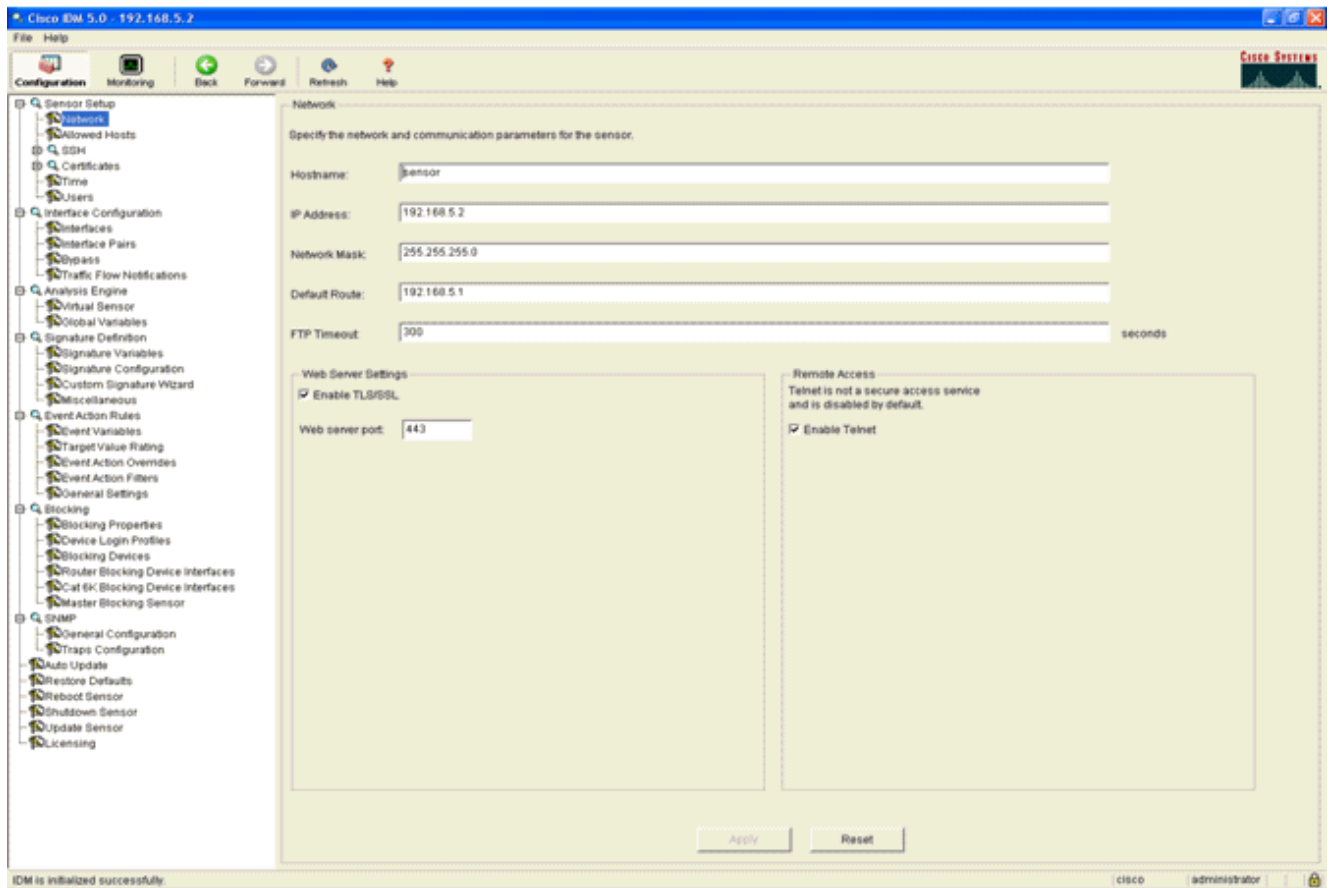 Cisco IDM 5.0 - 192.168.5.2
File Help
Configuration Monitoring Back Forward Refresh Help
CISCO SYSTEMS
Sensor Setup
Network
Allowed Hosts
SSH
Certificates
Time
Users
Interface Configuration
Interfaces
Interface Pairs
Bypass
Traffic Flow Notifications
Analysis Engine
Virtual Sensor
Global Variables
Signature Definition
Signature Variables
Signature Configuration
Custom Signature Wizard
Miscellaneous
Event Action Rules
Event Variables
Target Value Rating
Event Action Overrides
Event Action Filters
General Settings
Blocking
Blocking Properties
Device Login Profiles
Blocking Devices
Router Blocking Device Interfaces
Cat 6K Blocking Device Interfaces
Master Blocking Sensor
SNMP
General Configuration
Traps Configuration
Auto Update
Restore Defaults
Reboot Sensor
Shutdown Sensor
Update Sensor
Licensing
Network
Specify the network and communication parameters for the sensor.
Hostname: sensor
IP Address: 192.168.5.2
Network Mask: 255.255.255.0
Default Route: 192.168.5.1
FTP Timeout: 300 seconds
Web Server Settings
Enable TLS/SSL
Web server port: 443
Remote Access
Telnet is not a secure access service
and is disabled by default.
Enable Telnet
Apply Reset
IDM is initialized successfully.
cisco administrator